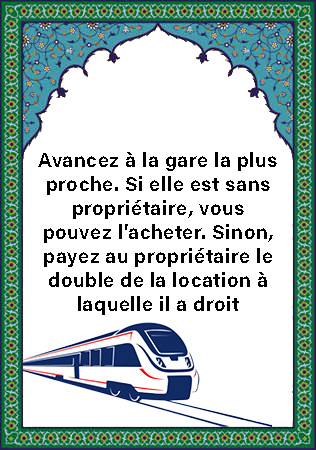 Avancez à la gare la plus
proche. Si elle est sans
propriétaire, vous
pouvez l'acheter. Sinon,
payez au propriétaire le
double de la location à
laquelle il a droit